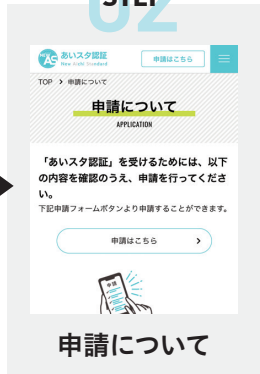 STEP
02
あいスタ認証
New Aichi Standard
申請はこちら
TOP > 申請について
申請について
APPLICATION
「あいスタ認証」を受けるためには、以下
の内容を確認のうえ、申請を行ってくださ
い。
下記申請フォームボタンより申請することができます。
申請はこちら >
申請
申請について